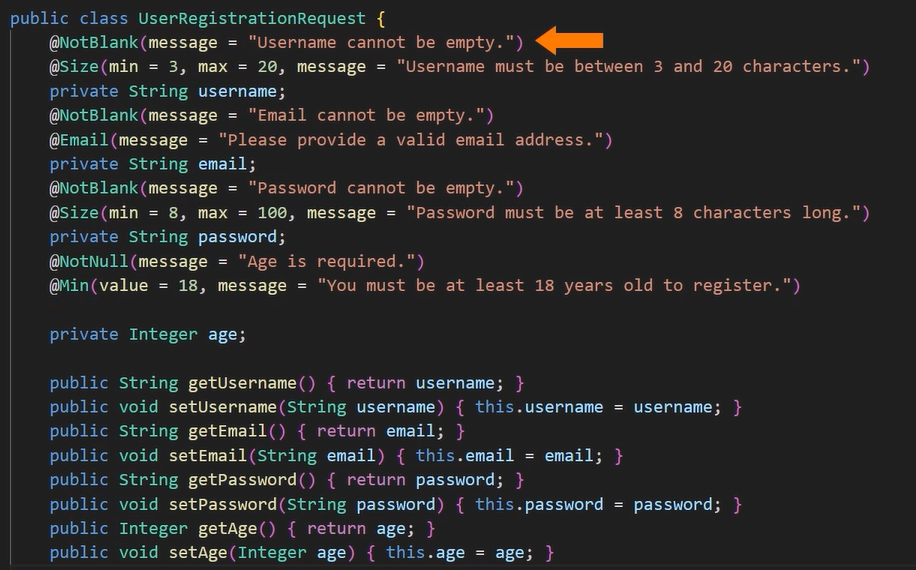 public class UserRegistrationRequest {
@NotBlank(message = "Username cannot be empty.")
@Size(min = 3, max = 20, message = "Username must be between 3 and 20 characters.")
private String username;
@NotBlank(message = "Email cannot be empty.")
@Email(message = "Please provide a valid email address.")
private String email;
@NotBlank(message = "Password cannot be empty.")
@Size(min = 8, max = 100, message = "Password must be at least 8 characters long.")
private String password;
@NotNull(message = "Age is required.")
@Min(value = 18, message = "You must be at least 18 years old to register.")
private Integer age;
public String getUsername() { return username; }
public void setUsername(String username) { this.username = username; }
public String getEmail() { return email; }
public void setEmail(String email) { this.email = email; }
public String getPassword() { return password; }
public void setPassword(String password) { this.password = password; }
public Integer getAge() { return age; }
public void setAge(Integer age) { this.age = age; }